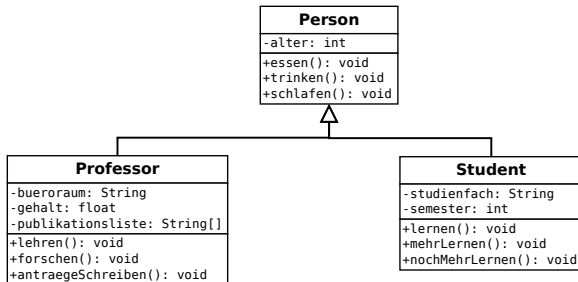 Person
-alter: int
+essen(): void
+trinken(): void
+schlafen(): void
Professor
-bueroraum: String
-gehalt: float
-publikationsliste: String[]
+lehren(): void
+forschen(): void
+antraegeSchreiben(): void
Student
-studienfach: String
-semester: int
+lernen(): void
+mehrLernen(): void
+nochMehrLernen(): void